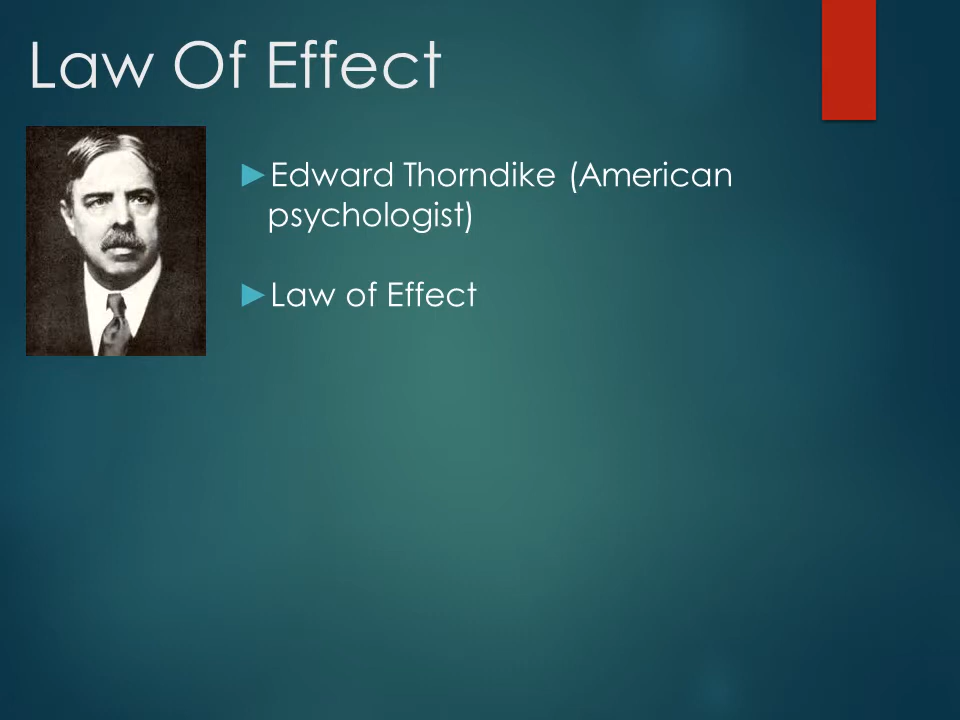 Law Of Effect
►Edward Thorndike (American
psychologist)
►Law of Effect